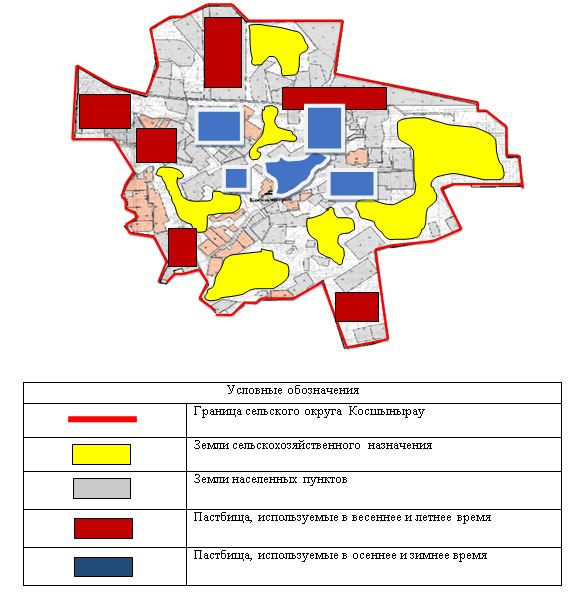 Условные обозначения
Граница сельского округа Косшынырау
Земли сельскохозяйственного назначения
Земли населенных пунктов
Пастбища, используемые в весеннее и летнее время
Пастбища, используемые в осеннее и зимнее время